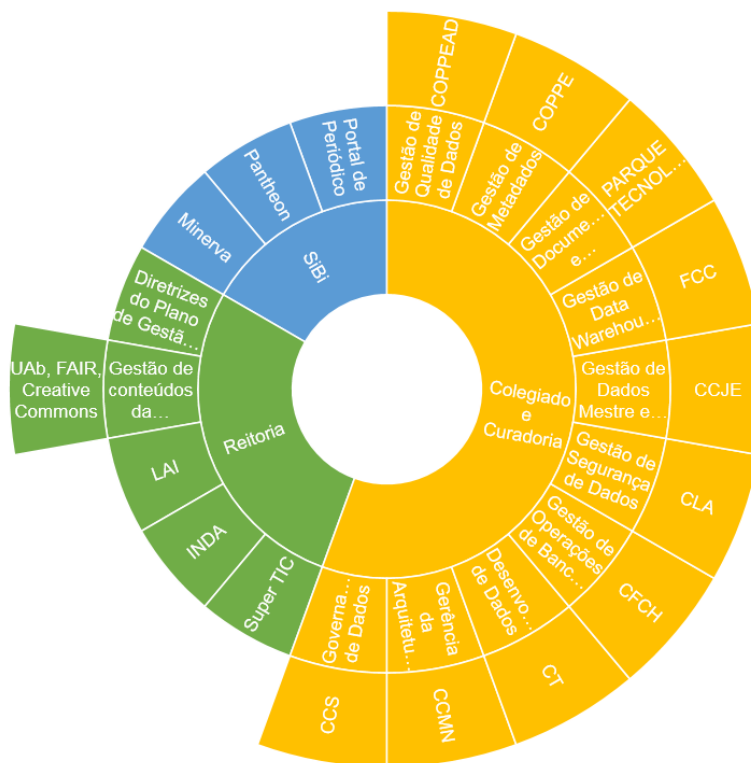 COPPEAD
Gestão de
Qualidade
de Dados
COPPE
Gestão de
Metadados
PARQUE
TECNOL...
Gestão de
Docume...
e...
FCC
Gestão de
Data
Warehou...
CCJE
Gestão de
Dados
Mestre e...
CLA
Gestão de
Segurança
de Dados
CFCH
Gestão de
Operações
de Banc...
CT
Desenvo...
de Dados
CCMN
Gerência
da
Arquitetu...
CCS
Governa...
de Dados
Colegiado
e
Curadoria
Super TIC
INDA
LAI
UAb, FAIR,
Creative
Commons
Gestão de
conteúdos
da...
Diretrizes
do Plano
de Gestã...
Reitoria
Minerva
Pantheon
Portal de
Periódico
SiBi